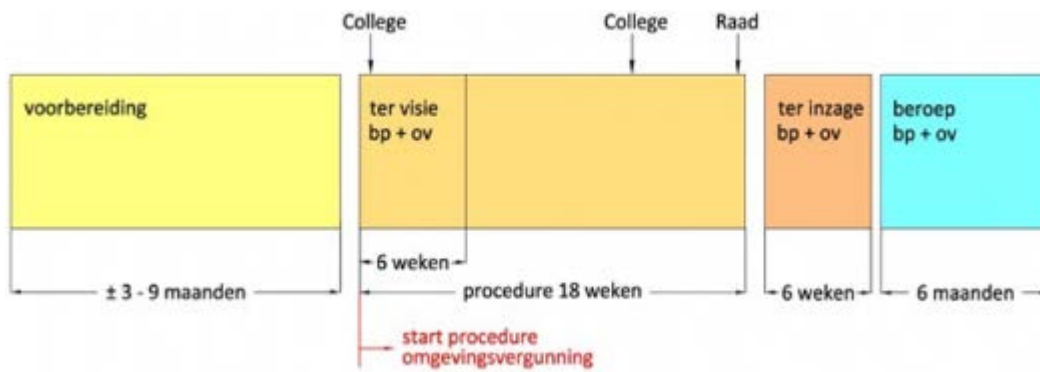 College
College
Raad
voorbereiding
ter visie
bp + ov
ter inzage
bp + ov
beroep
bp + ov
6 weken
± 3 - 9 maanden
procedure 18 weken
6 weken
6 maanden
start procedure
omgevingsvergunning